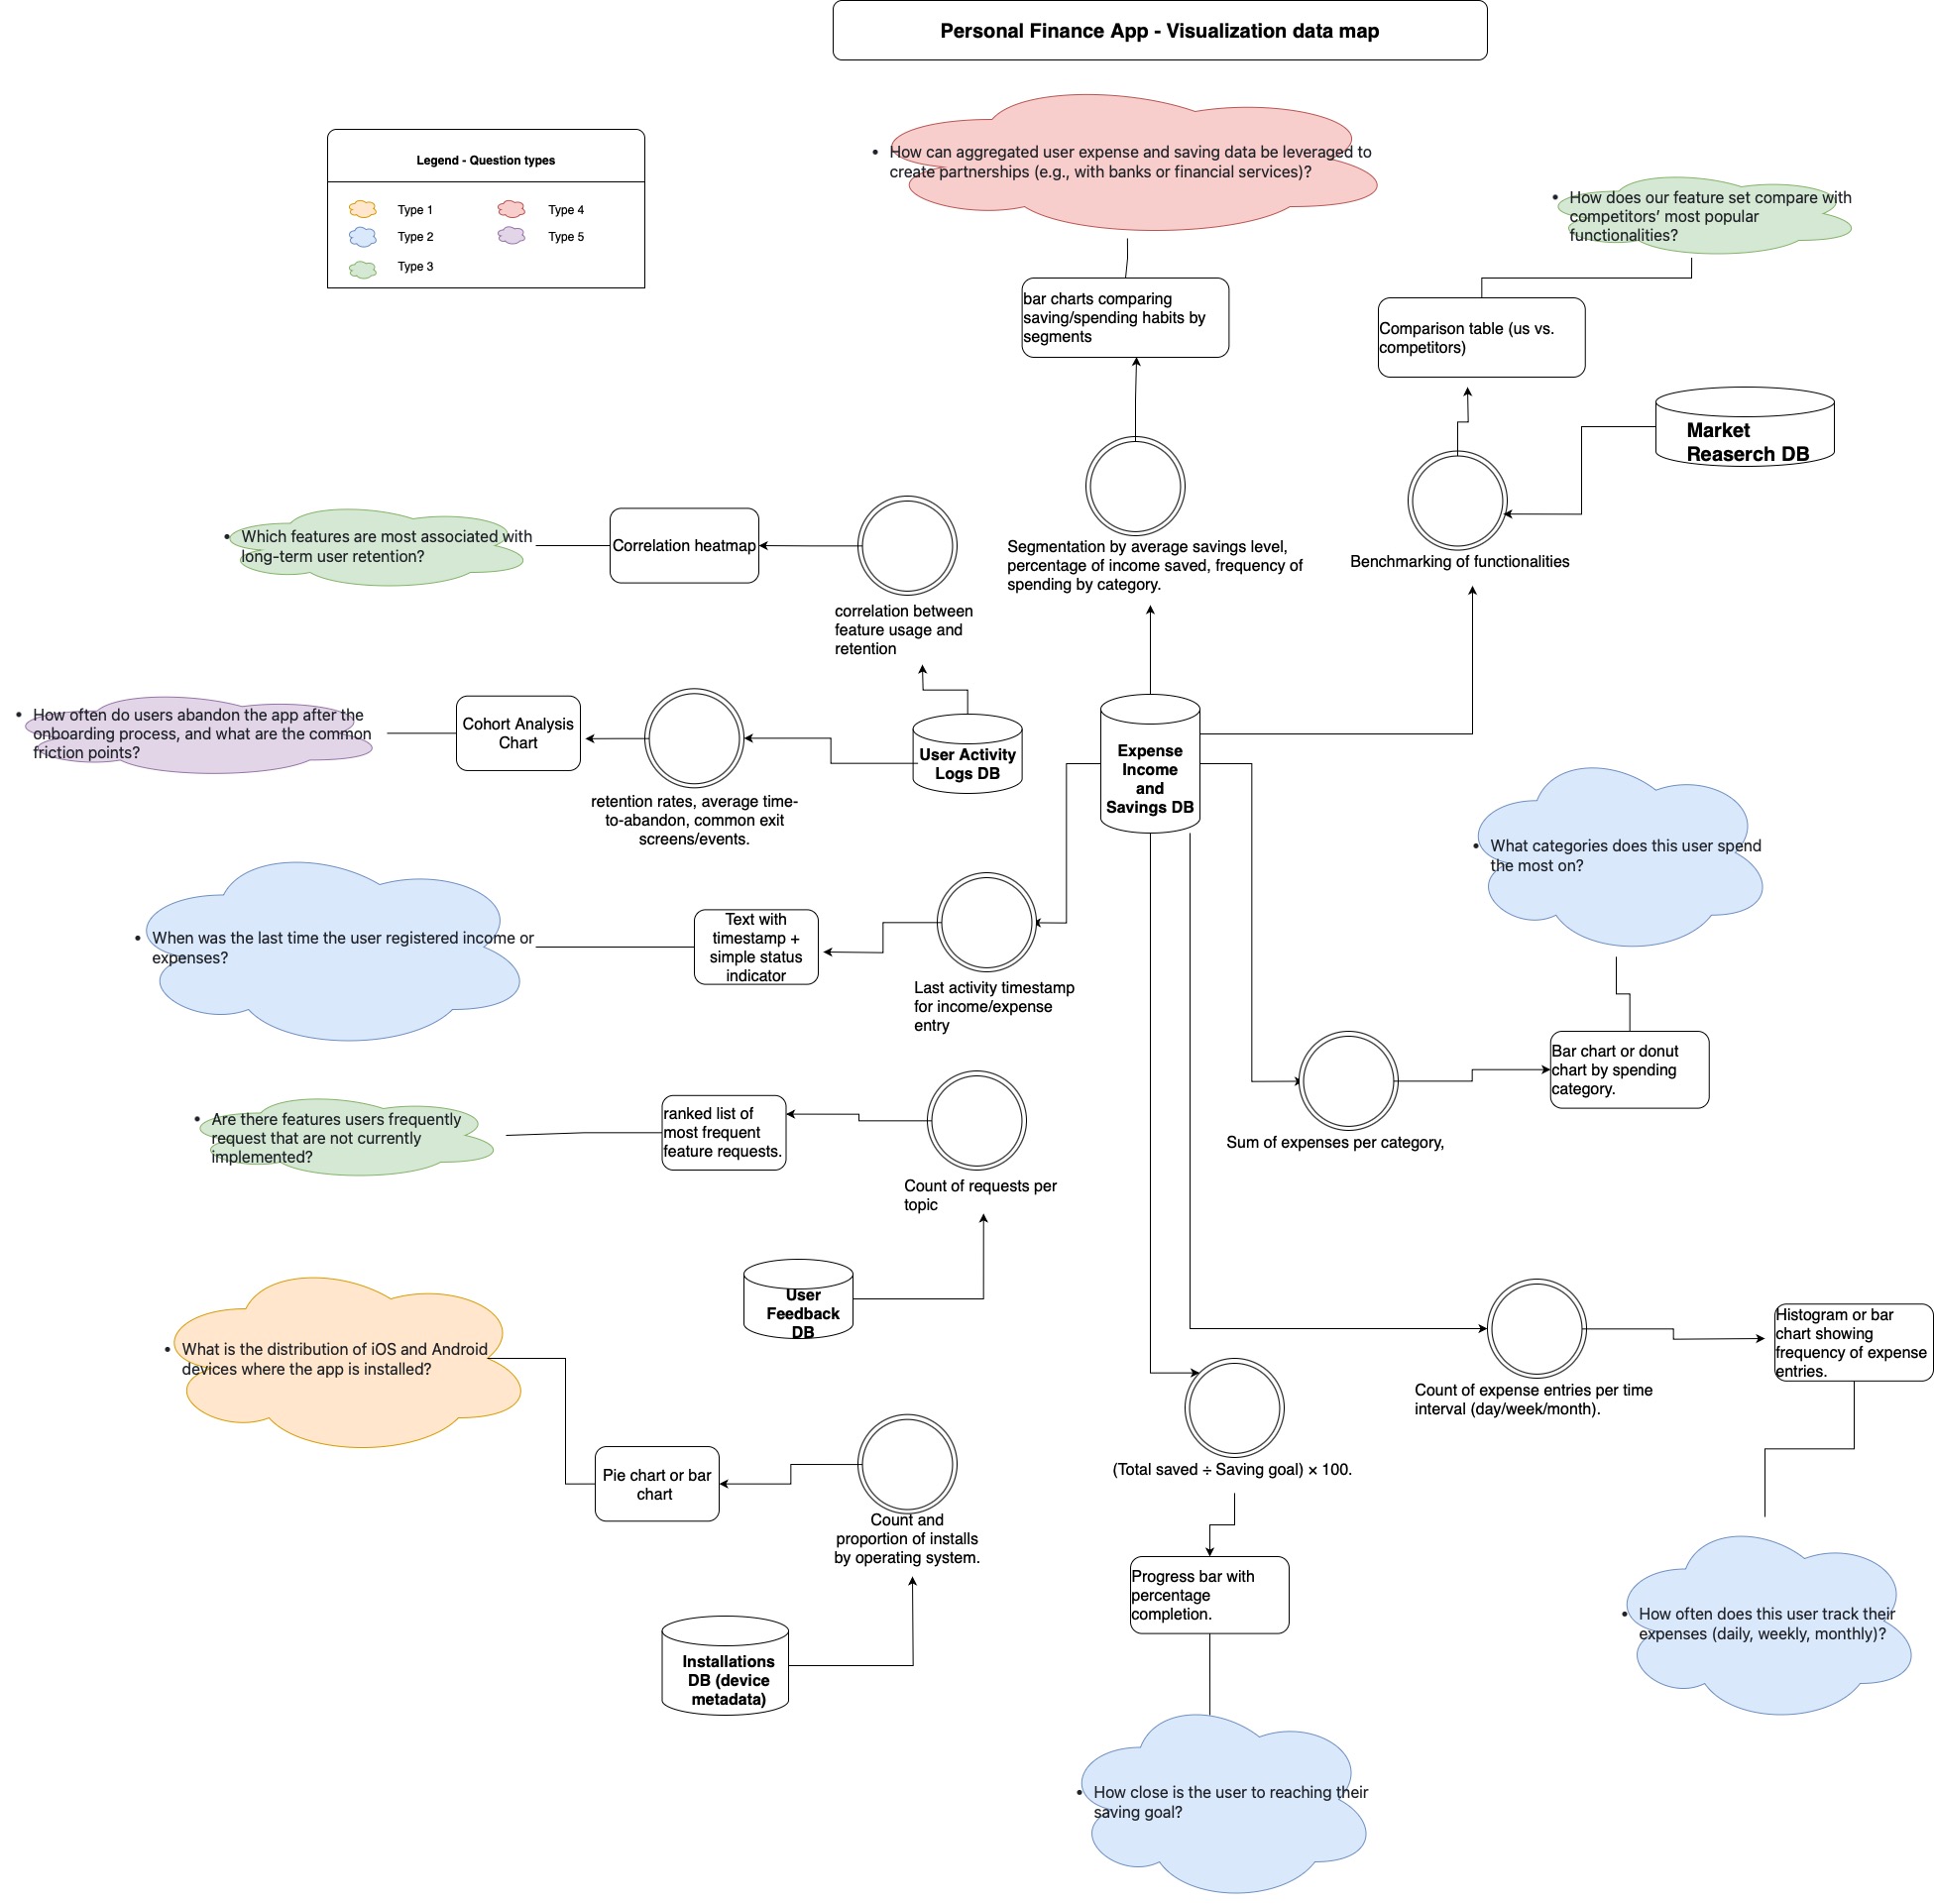 Personal Finance App - Visualization data map
Legend - Question types
Type 1
Type 4
Type 2
Type 5
Type 3
• How can aggregated user expense and saving data be leveraged to
create partnerships (e.g., with banks or financial services)?
• How does our feature set compare with
competitors’ most popular
functionalities?
bar charts comparing
saving/spending habits by
segments
Comparison table (us vs.
competitors)
Market
Reaserch DB
• Which features are most associated with
long-term user retention?
Correlation heatmap
correlation between
feature usage and
retention
Segmentation by average savings level,
percentage of income saved, frequency of
spending by category.
Benchmarking of functionalities
• How often do users abandon the app after the
onboarding process, and what are the common
friction points?
Cohort Analysis
Chart
retention rates, average time-
to-abandon, common exit
screens/events.
User Activity
Logs DB
Expense
Income
and
Savings DB
• What categories does this user spend
the most on?
• When was the last time the user registered income or
expenses?
Text with
timestamp +
simple status
indicator
Last activity timestamp
for income/expense
entry
Bar chart or donut
chart by spending
category.
Sum of expenses per category,
• Are there features users frequently
request that are not currently
implemented?
ranked list of
most frequent
feature requests.
Count of requests per
topic
User
Feedback
DB
• What is the distribution of iOS and Android
devices where the app is installed?
Pie chart or bar
chart
Count and
proportion of installs
by operating system.
Installations
DB (device
metadata)
Histogram or bar
chart showing
frequency of expense
entries.
Count of expense entries per time
interval (day/week/month).
(Total saved ÷ Saving goal) × 100.
Progress bar with
percentage
completion.
• How often does this user track their
expenses (daily, weekly, monthly)?
• How close is the user to reaching their
saving goal?